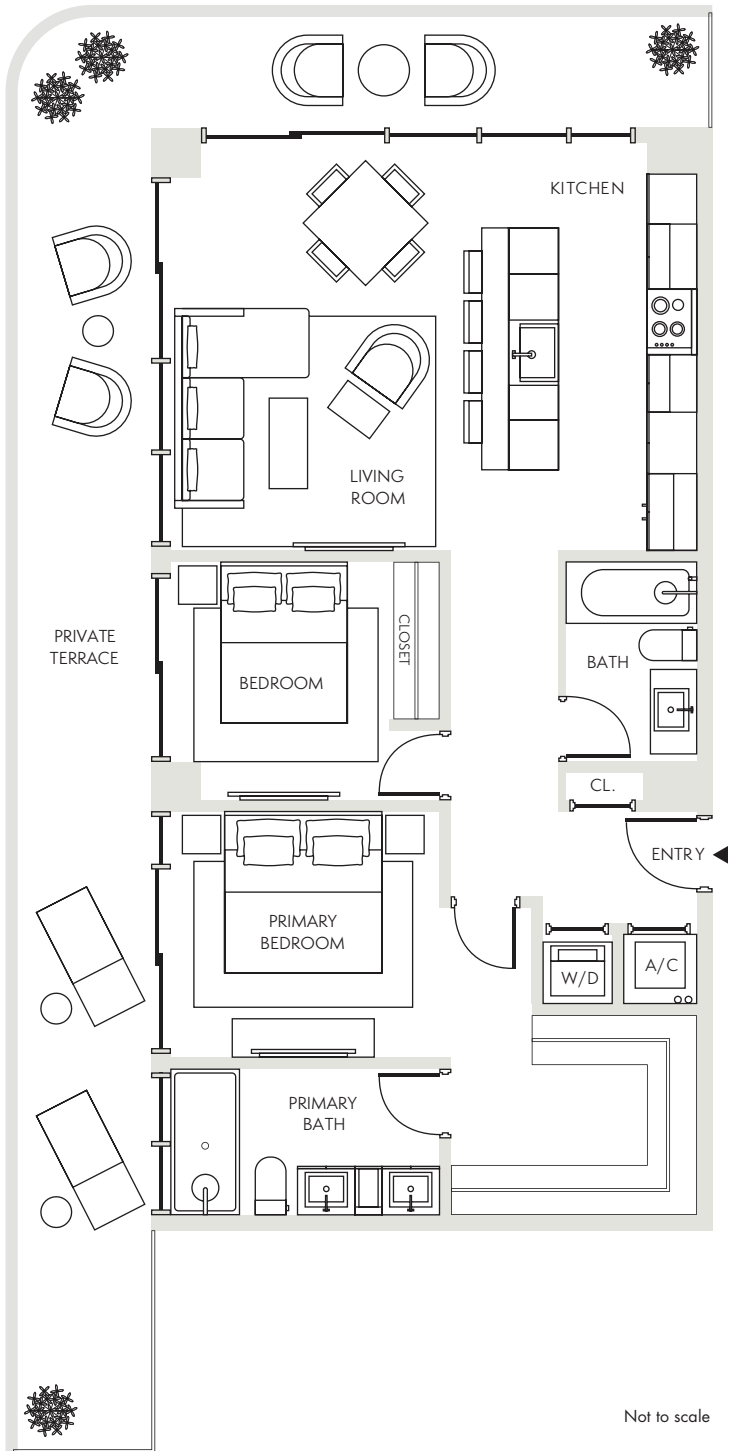 KITCHEN
LIVING
ROOM
PRIVATE
TERRACE
BEDROOM
CLOSET
BATH
CL.
ENTRY
PRIMARY
BEDROOM
W/D
A/C
PRIMARY
BATH
Not to scale